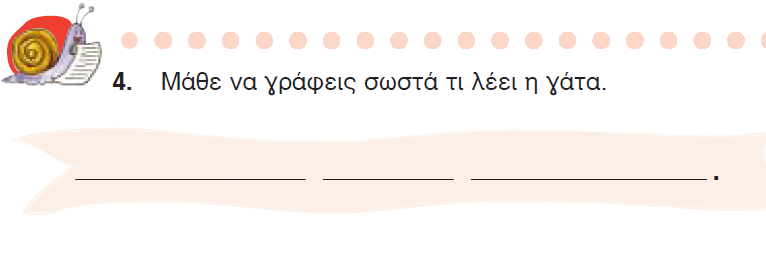 4. Μάθε να γράφεις σωστά τι λέει η γάτα.
.